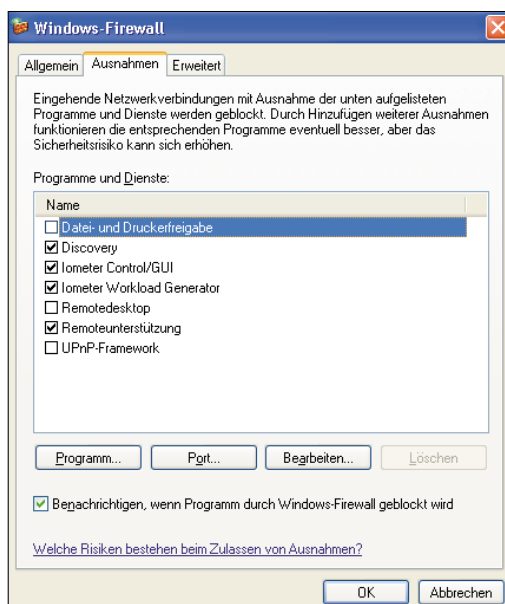 Windows-Firewall
Allgemein Ausnahmen Erweitert
Eingehende Netzwerkverbindungen mit Ausnahme der unten aufgelisteten
Programme und Dienste werden geblockt. Durch Hinzufügen weiterer Ausnahmen
funktionieren die entsprechenden Programme eventuell besser, aber das
Sicherheitsrisiko kann sich erhöhen.
Programme und Dienste:
Name
Datei- und Druckerfreigabe
Discovery
Iometer Control/GUI
Iometer Workload Generator
Remotedesktop
Remoteunterstützung
UPnP-Framework
Programm... Port... Bearbeiten... Löschen
Benachrichtigen, wenn Programm durch Windows-Firewall geblockt wird
Welche Risiken bestehen beim Zulassen von Ausnahmen?
OK Abbrechen